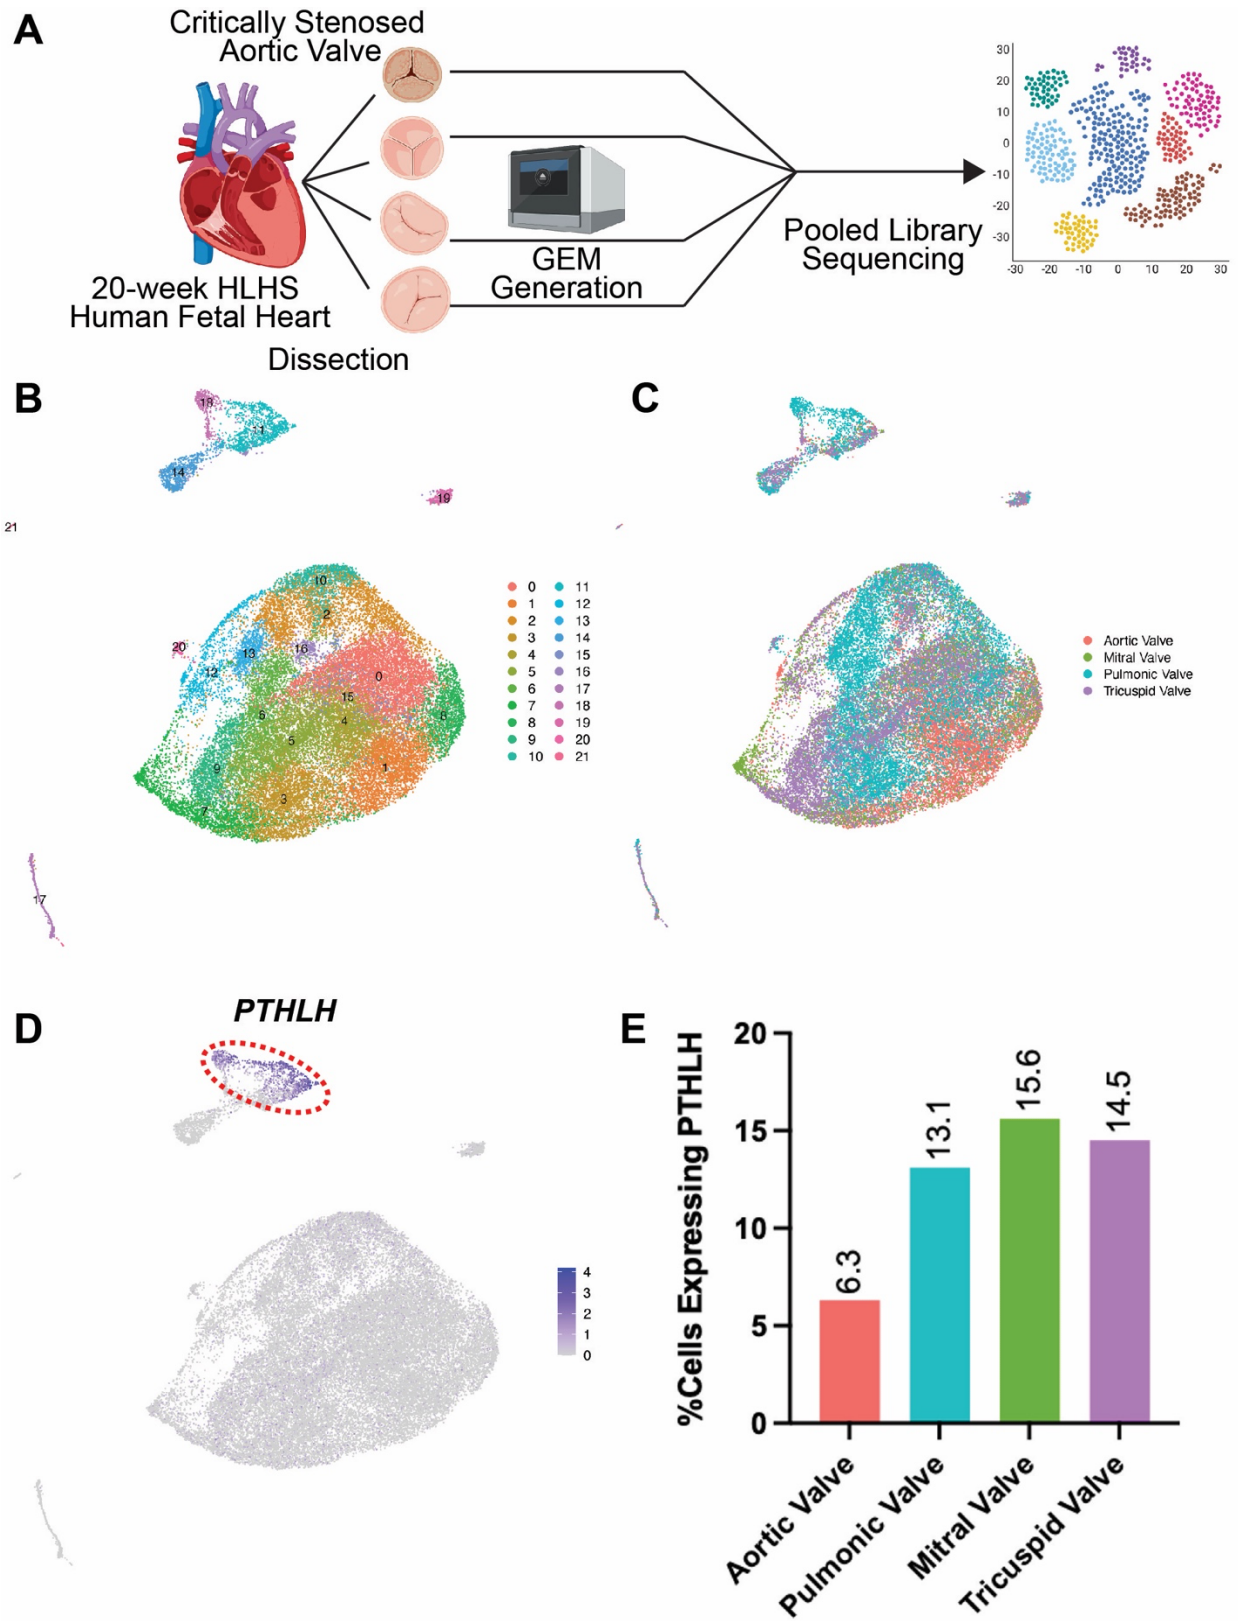 A
Critically Stenosed
Aortic Valve
20-week HLHS
Human Fetal Heart
Dissection
GEM
Generation
Pooled Library
Sequencing
30
20
10
0
-10
-20
-30
-30 -20 -10 0 10 20 30
B
18
11
14
19
21
10
2
20
13
16
12
0
15
6
4
8
5
9
1
3
7
17
0 11
1 12
2 13
3 14
4 15
5 16
6 17
7 18
8 19
9 20
10 21
C
Aortic Valve
Mitral Valve
Pulmonic Valve
Tricuspid Valve
D
PTHLH
4
3
2
1
0
E
%Cells Expressing PTHLH
20
15
10
5
0
6.3
13.1
15.6
14.5
Aortic Valve
Pulmonic Valve
Mitral Valve
Tricuspid Valve